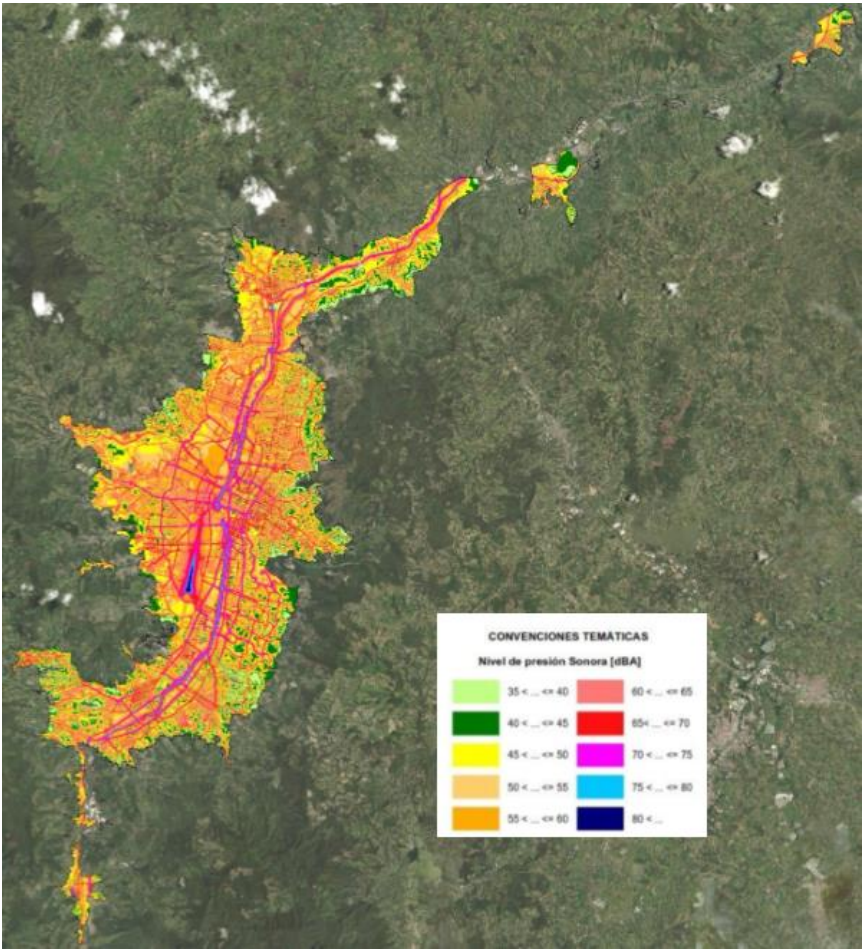 CONVENCIONES TEMÁTICAS
Nivel de presión Sonora [dBA]
35 < ... <= 40
60 < ... <= 65
40 < ... <= 45
65< ... <= 70
45 < ... <= 50
70 < ... <= 75
50 < ... <= 55
75 < ... <= 80
55 < ... <= 60
80 < ...